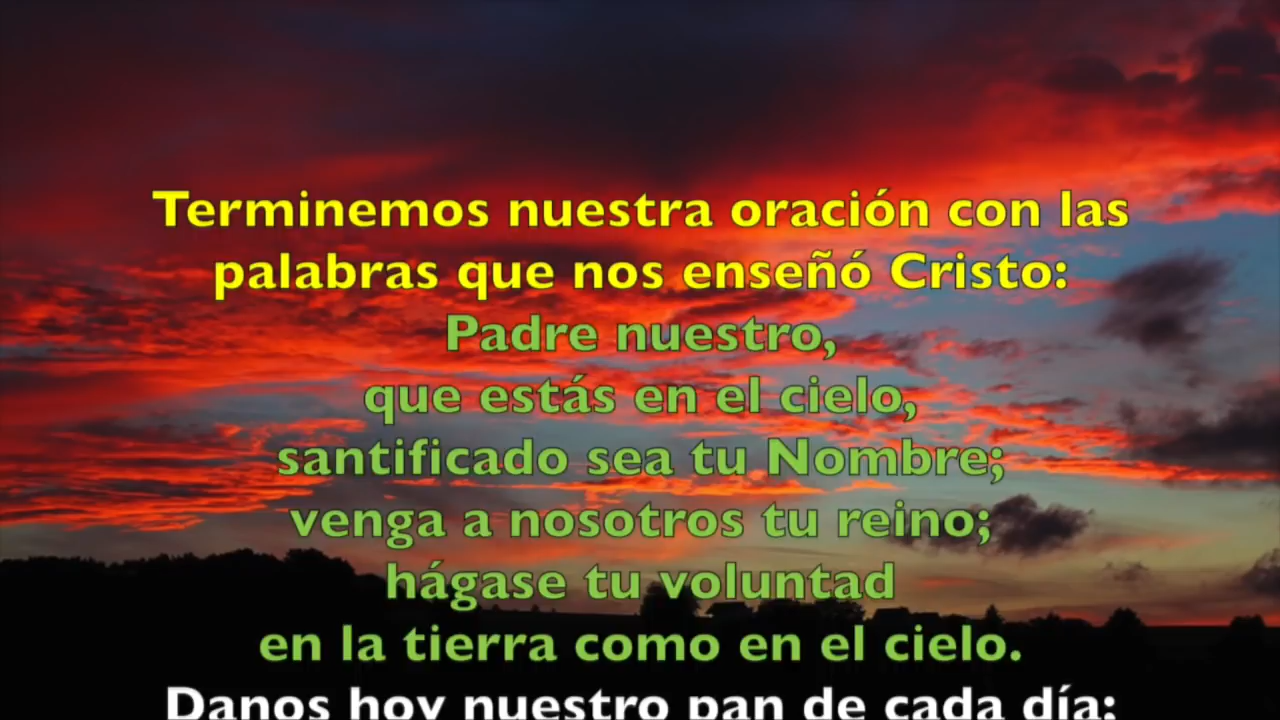 Terminemos nuestra oración con las
palabras que nos enseñó Cristo:
Padre nuestro,
que estás en el cielo,
santificado sea tu Nombre;
venga a nosotros tu reino;
hágase tu voluntad
en la tierra como en el cielo.
Danos hoy nuestro pan de cada día;